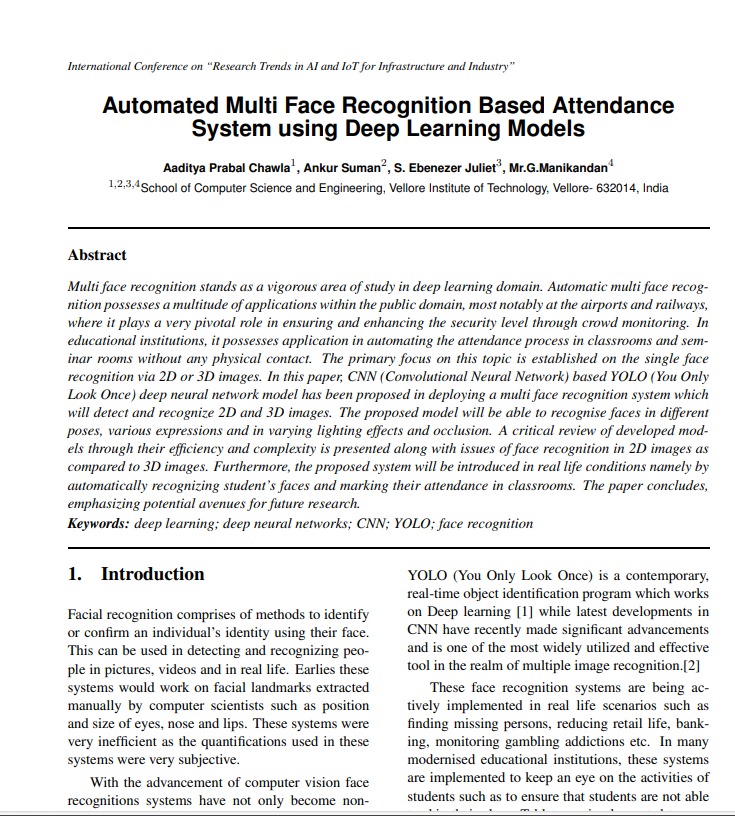 International Conference on “Research Trends in AI and IoT for Infrastructure and Industry”
Automated Multi Face Recognition Based Attendance
System using Deep Learning Models
Aaditya Prabal Chawla1, Ankur Suman2, S. Ebenezer Juliet3, Mr.G.Manikandan4
1,2,3,4School of Computer Science and Engineering, Vellore Institute of Technology, Vellore- 632014, India
Abstract
Multi face recognition stands as a vigorous area of study in deep learning domain. Automatic multi face recog-
nition possesses a multitude of applications within the public domain, most notably at the airports and railways,
where it plays a very pivotal role in ensuring and enhancing the security level through crowd monitoring. In
educational institutions, it possesses application in automating the attendance process in classrooms and sem-
inar rooms without any physical contact. The primary focus on this topic is established on the single face
recognition via 2D or 3D images. In this paper, CNN (Convolutional Neural Network) based YOLO (You Only
Look Once) deep neural network model has been proposed in deploying a multi face recognition system which
will detect and recognize 2D and 3D images. The proposed model will be able to recognise faces in different
poses, various expressions and in varying lighting effects and occlusion. A critical review of developed mod-
els through their efficiency and complexity is presented along with issues of face recognition in 2D images as
compared to 3D images. Furthermore, the proposed system will be introduced in real life conditions namely by
automatically recognizing student’s faces and marking their attendance in classrooms. The paper concludes,
emphasizing potential avenues for future research.
Keywords: deep learning; deep neural networks; CNN; YOLO; face recognition
1. Introduction
Facial recognition comprises of methods to identify
or confirm an individual’s identity using their face.
This can be used in detecting and recognizing peo-
ple in pictures, videos and in real life. Earlies these
systems would work on facial landmarks extracted
manually by computer scientists such as position
and size of eyes, nose and lips. These systems were
very inefficient as the quantifications used in these
systems were very subjective.
With the advancement of computer vision face
recognitions systems have not only become non-
YOLO (You Only Look Once) is a contemporary,
real-time object identification program which works
on Deep learning [1] while latest developments in
CNN have recently made significant advancements
and is one of the most widely utilized and effective
tool in the realm of multiple image recognition.[2]
These face recognition systems are being ac-
tively implemented in real life scenarios such as
finding missing persons, reducing retail life, bank-
ing, monitoring gambling addictions etc. In many
modernised educational institutions, these systems
are implemented to keep an eye on the activities of
students such as to ensure that students are not able